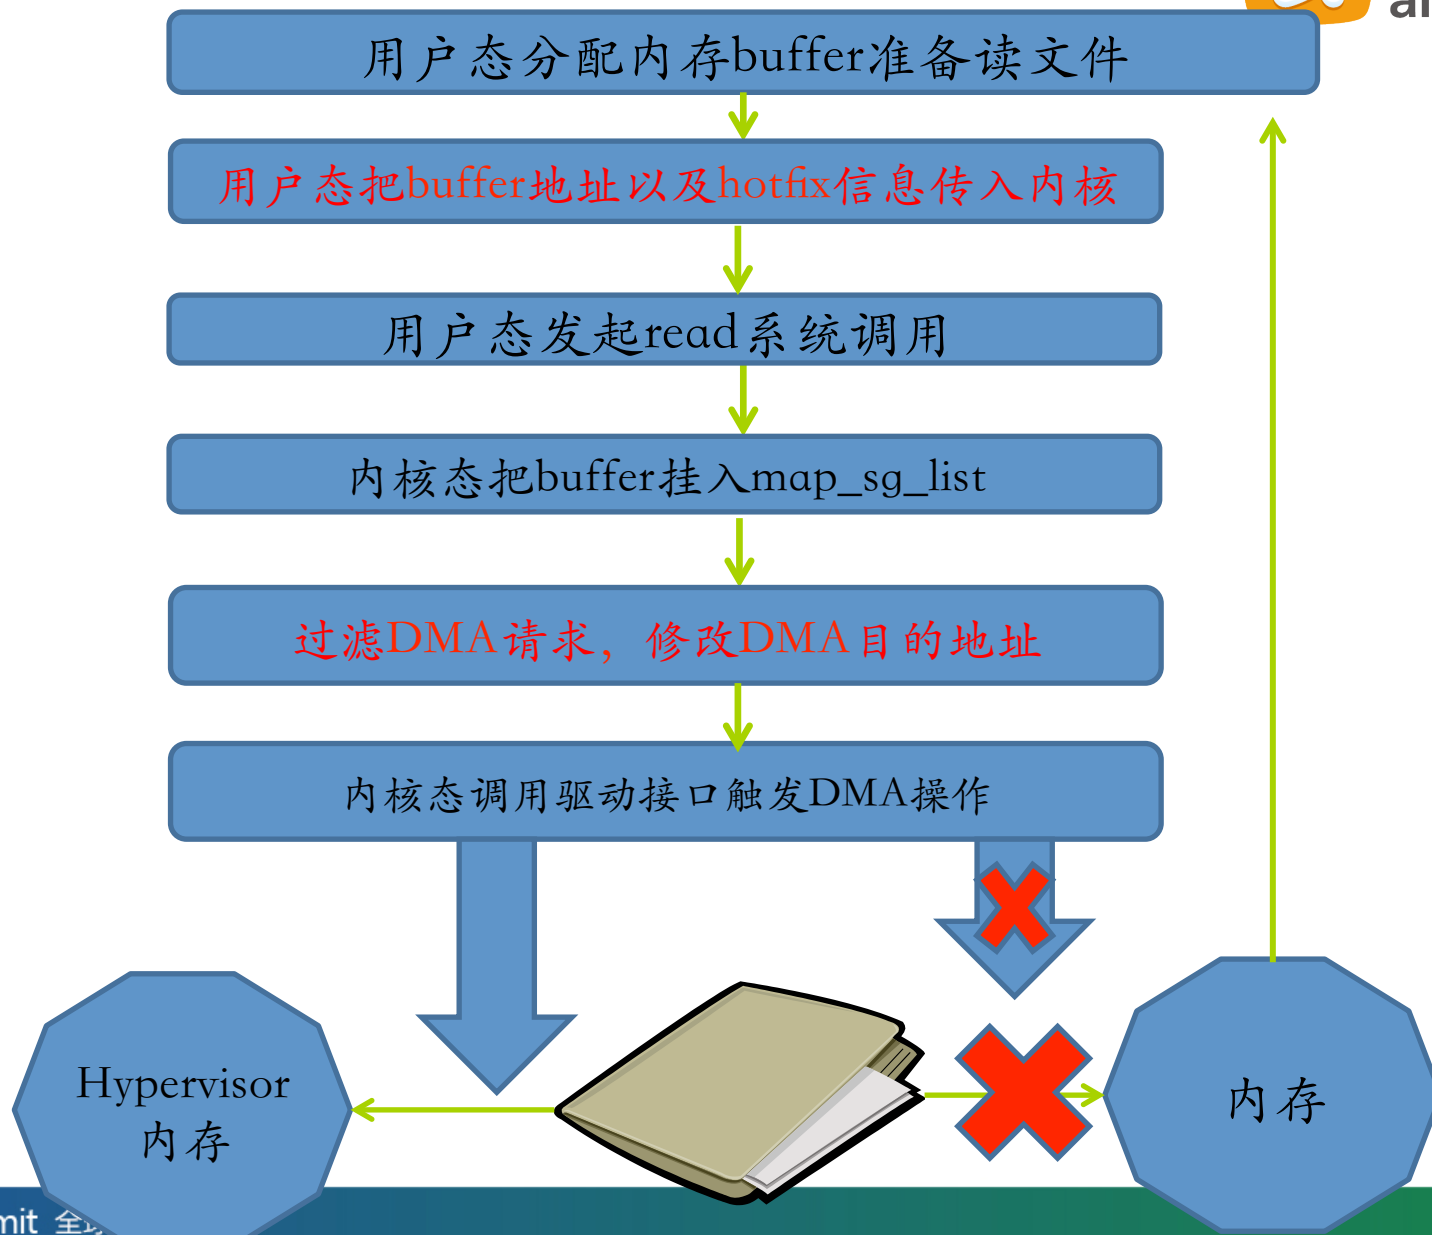 用户态分配内存buffer准备读文件
用户态把buffer地址以及hotfix信息传入内核
用户态发起read系统调用
内核态把buffer挂入map_sg_list
过滤DMA请求，修改DMA目的地址
内核态调用驱动接口触发DMA操作
Hypervisor
内存
内存
mit 全球